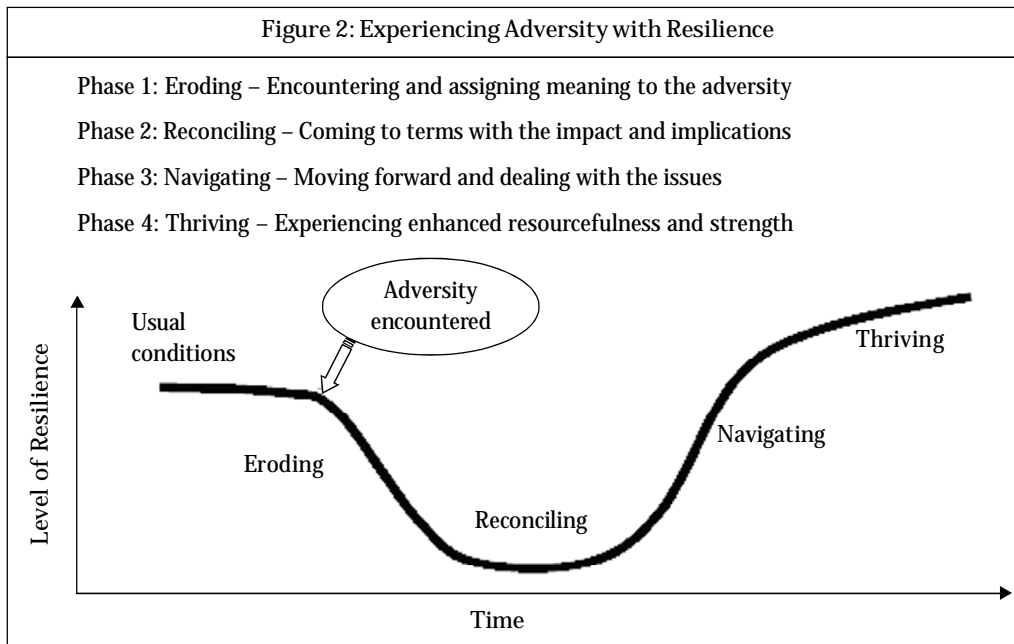 Figure 2: Experiencing Adversity with Resilience
Phase 1: Eroding – Encountering and assigning meaning to the adversity
Phase 2: Reconciling – Coming to terms with the impact and implications
Phase 3: Navigating – Moving forward and dealing with the issues
Phase 4: Thriving – Experiencing enhanced resourcefulness and strength
Adversity
encountered
Usual
conditions
Thriving
Navigating
Eroding
Reconciling
Level of Resilience
Time